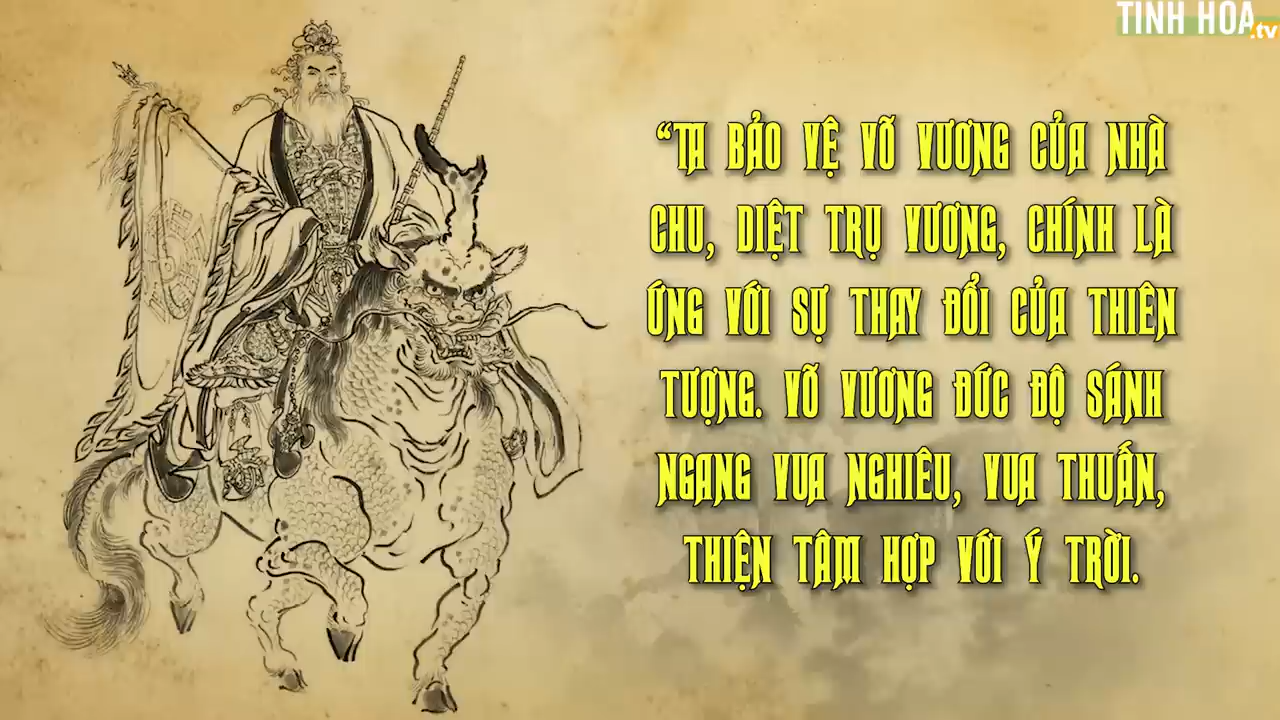 TINH HOA
.tv
“TA BẢO VỆ VÕ VƯƠNG CỦA NHÀ
CHU, DIỆT TRỤ VƯƠNG, CHÍNH LÀ
ỨNG VỚI SỰ THAY ĐỔI CỦA THIÊN
TƯỢNG. VÕ VƯƠNG ĐỨC ĐỘ SÁNH
NGANG VUA NGHIÊU, VUA THUẤN,
THIỆN TÂM HỢP VỚI Ý TRỜI.